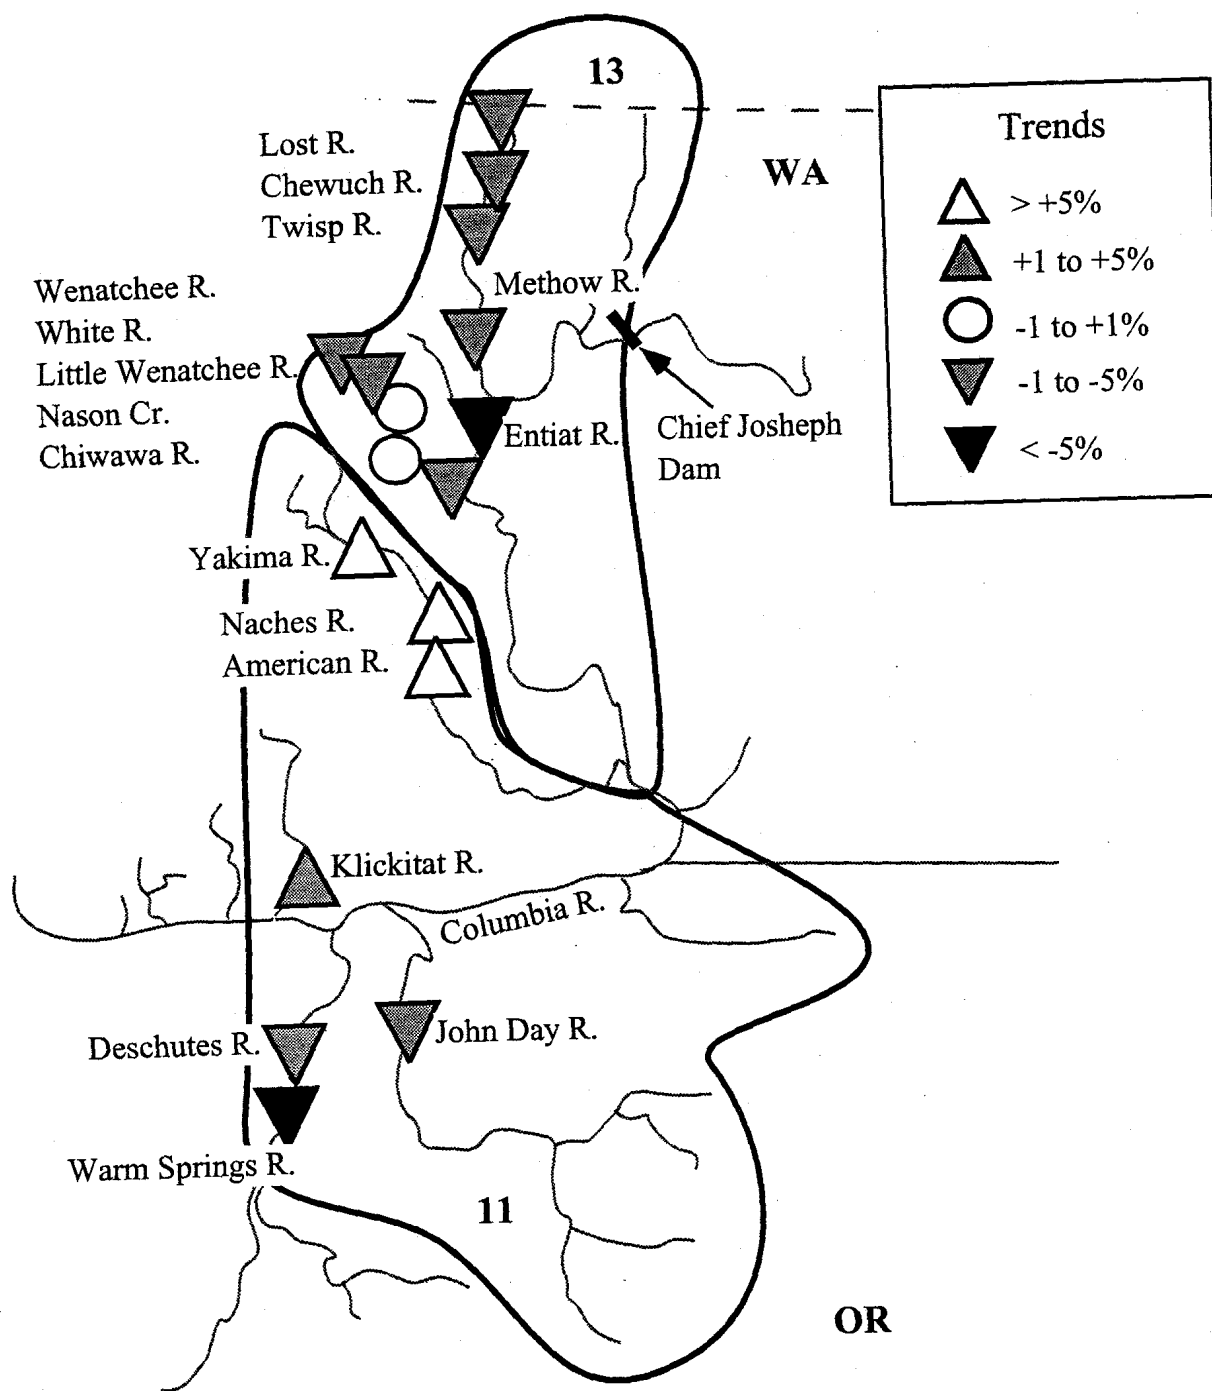 13
Trends
> +5%
+1 to +5%
-1 to +1%
-1 to -5%
< -5%
WA
Lost R.
Chewuch R.
Twisp R.
Methow R.
Wenatchee R.
White R.
Little Wenatchee R.
Nason Cr.
Chiwawa R.
Entiat R.
Chief Josheph
Dam
Yakima R.
Naches R.
American R.
Klickitat R.
Columbia R.
Deschutes R.
John Day R.
Warm Springs R.
11
OR